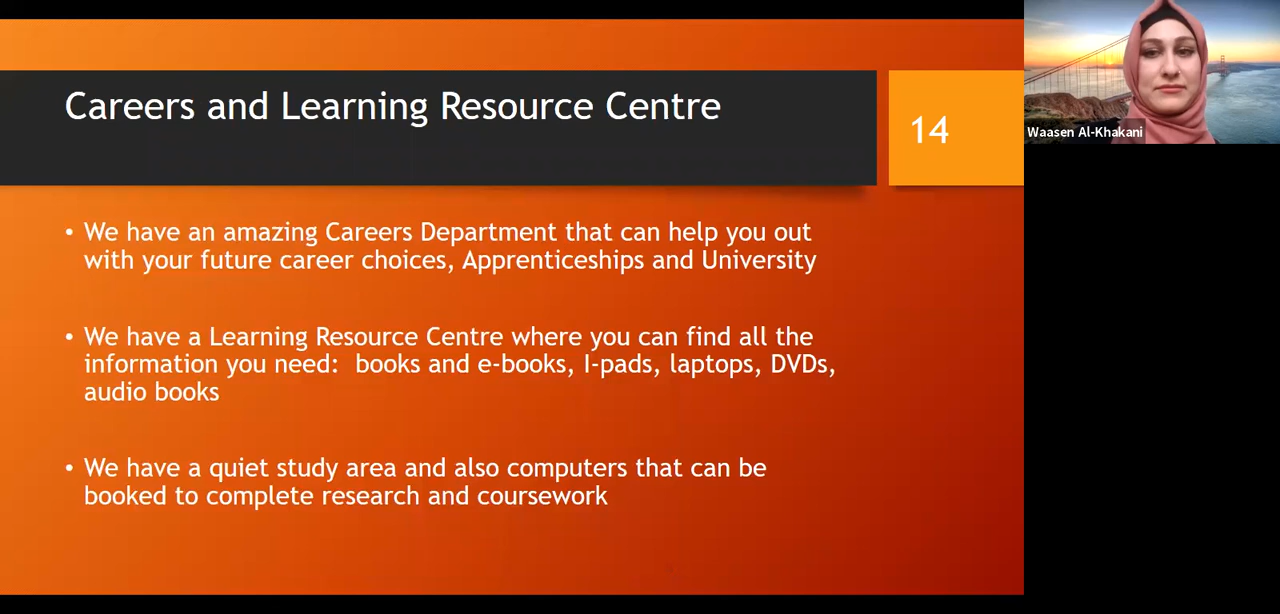 Careers and Learning Resource Centre
14
Waasen Al-Khakani
• We have an amazing Careers Department that can help you out
with your future career choices, Apprenticeships and University
• We have a Learning Resource Centre where you can find all the
information you need:  books and e-books, I-pads, laptops, DVDs,
audio books
• We have a quiet study area and also computers that can be
booked to complete research and coursework